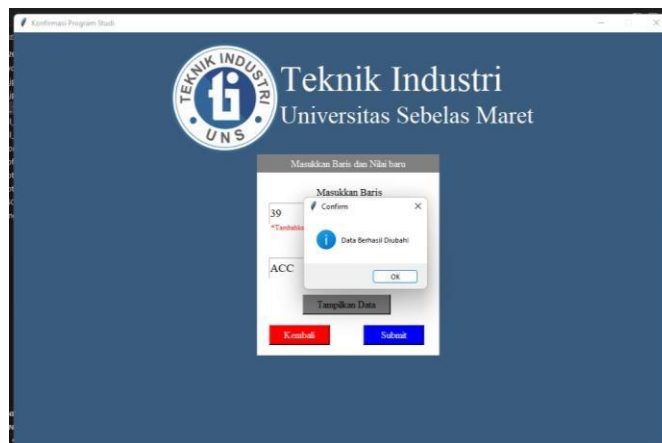 Konfirmasi Program Studi
TEKNIK INDUSTRI
ti
UNS
Teknik Industri
Universitas Sebelas Maret
Masukkan Baris dan Nilai baru
Masukkan Baris
39
Confirm
Data Berhasil Diubah!
ACC
OK
Tampilkan Data
Kembali
Submit